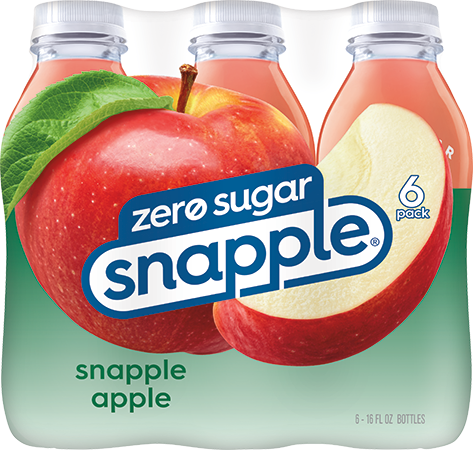 6
pack
zerø sugar
snapple®
snapple
apple
6 - 16 FL OZ BOTTLES